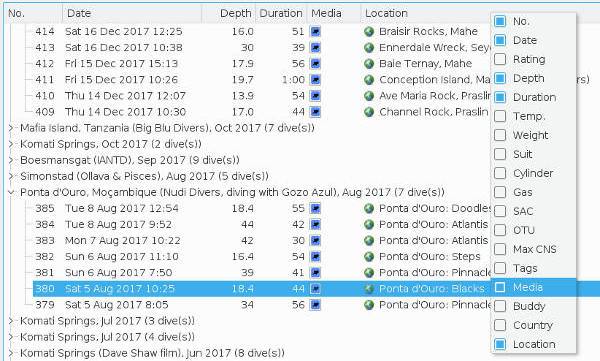 No. Date Depth Duration Media Location
414 Sat 16 Dec 2017 12:25 16.0 51 Braisir Rocks, Mahe
413 Sat 16 Dec 2017 10:38 30 39 Ennerdale Wreck, Sey
412 Fri 15 Dec 2017 15:13 17.9 56 Baie Ternay, Mahe
411 Fri 15 Dec 2017 10:26 19.7 1:00 Conception Island, Ma ers)
410 Thu 14 Dec 2017 12:07 13.9 54 Ave Maria Rock, Praslin
409 Thu 14 Dec 2017 10:30 17.0 44 Channel Rock, Praslin
Mafia Island, Tanzania (Big Blu Divers), Oct 2017 (7 dive(s))
Komati Springs, Oct 2017 (2 dive(s))
Boesmansgat (IANTD), Sep 2017 (9 dive(s))
Simonstad (Ollava & Pisces), Aug 2017 (5 dive(s))
Ponta d'Ouro, Moçambique (Nudi Divers, diving with Gozo Azul), Aug 2017 (7 dive(s))
385 Tue 8 Aug 2017 12:54 18.4 55 Ponta d'Ouro: Doodles
384 Tue 8 Aug 2017 9:52 44 42 Ponta d'Ouro: Atlantis
383 Mon 7 Aug 2017 10:22 42 30 Ponta d'Ouro: Atlantis
382 Sun 6 Aug 2017 11:10 16.4 54 Ponta d'Ouro: Steps
381 Sun 6 Aug 2017 7:50 39 41 Ponta d'Ouro: Pinnacle
380 Sat 5 Aug 2017 10:25 18.4 44 Ponta d'Ouro: Blacks
379 Sat 5 Aug 2017 8:05 34 56 Ponta d'Ouro: Pinnacle
Komati Springs, Jul 2017 (3 dive(s))
Komati Springs, Jul 2017 (4 dive(s))
Komati Springs (Dave Shaw film), Jun 2017 (8 dive(s))
No.
Date
Rating
Depth
Duration
Temp.
Weight
Suit
Cylinder
Gas
SAC
OTU
Max CNS
Tags
Media
Buddy
Country
Location